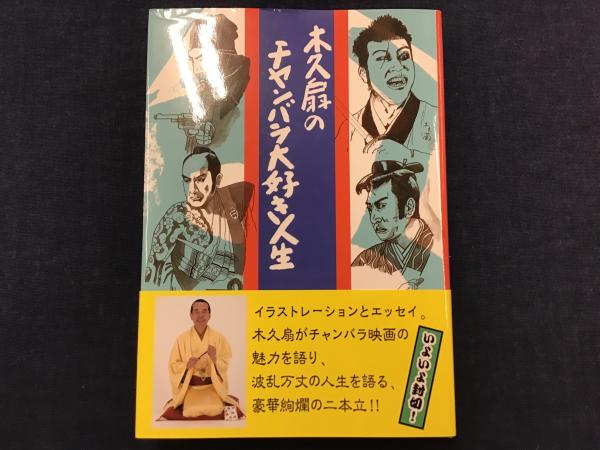 木久扇の
チャンバラ大好き人生
イラストレーションとエッセイ。
木久扇がチャンバラ映画の
魅力を語り、
波乱万丈の人生を語る、
豪華絢爛の二本立!!
いよいよ封切!